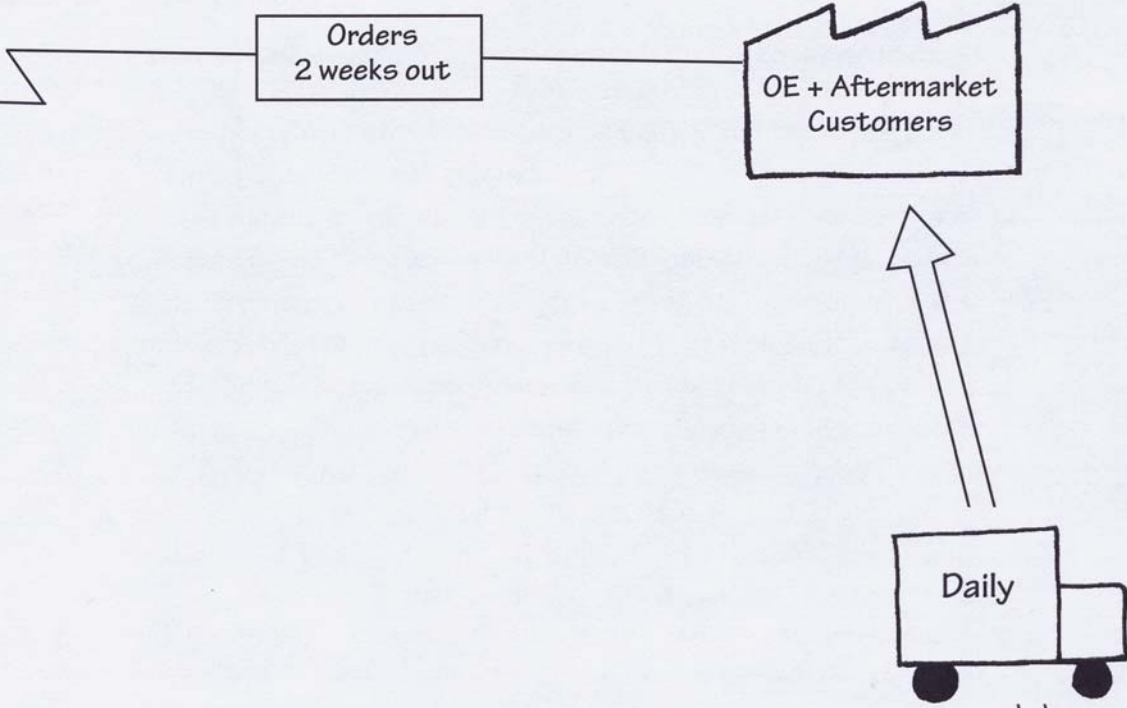 Orders
2 weeks out
OE + Aftermarket
Customers
Daily